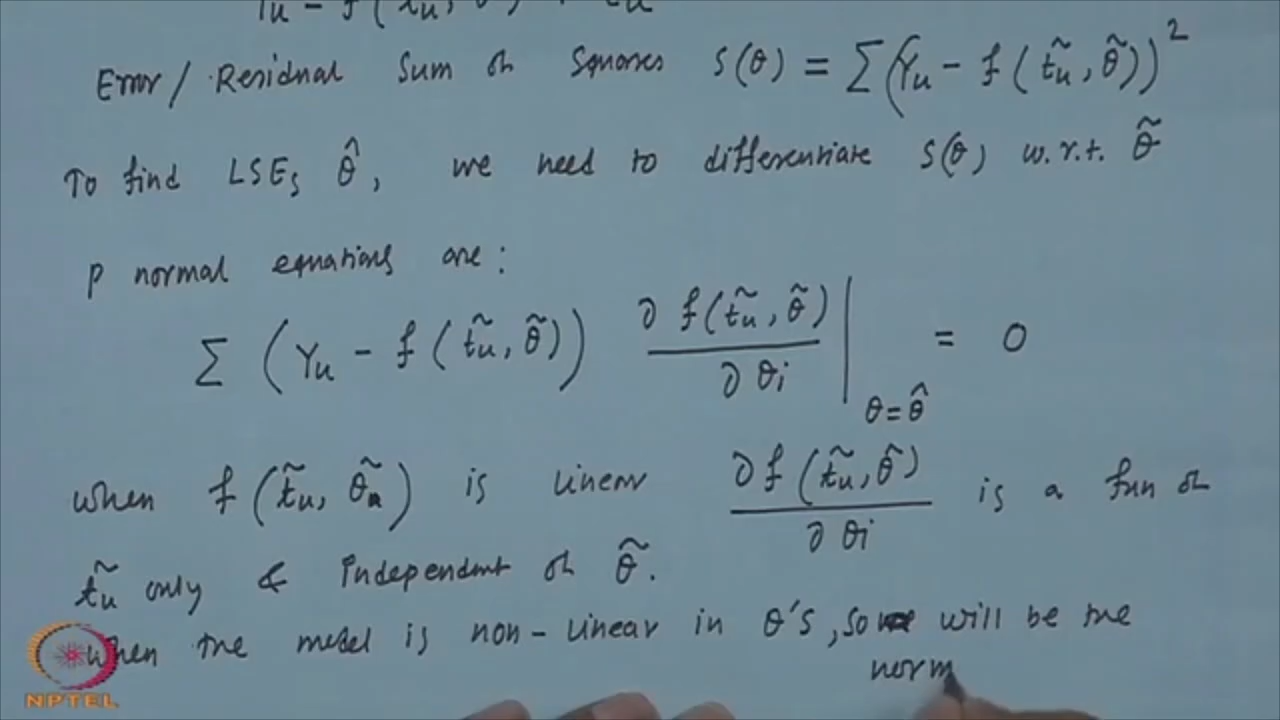 Error / Residual Sum of Squares S(θ) = Σ(Yu - f(t̃u, θ̃))²
To find LSEs θ̂, we need to differentiate S(θ) w.r.t. θ̃
p normal equations are:
Σ (Yu - f(t̃u, θ̃)) ∂f(t̃u, θ̃)/∂θi |θ=θ̂ = 0
when f(t̃u, θ̃) is linear ∂f(t̃u, θ̂)/∂θi is a fun of
t̃u only & independent of θ̃.
When the model is non-linear in θ's, so will be the
norm
NPTEL